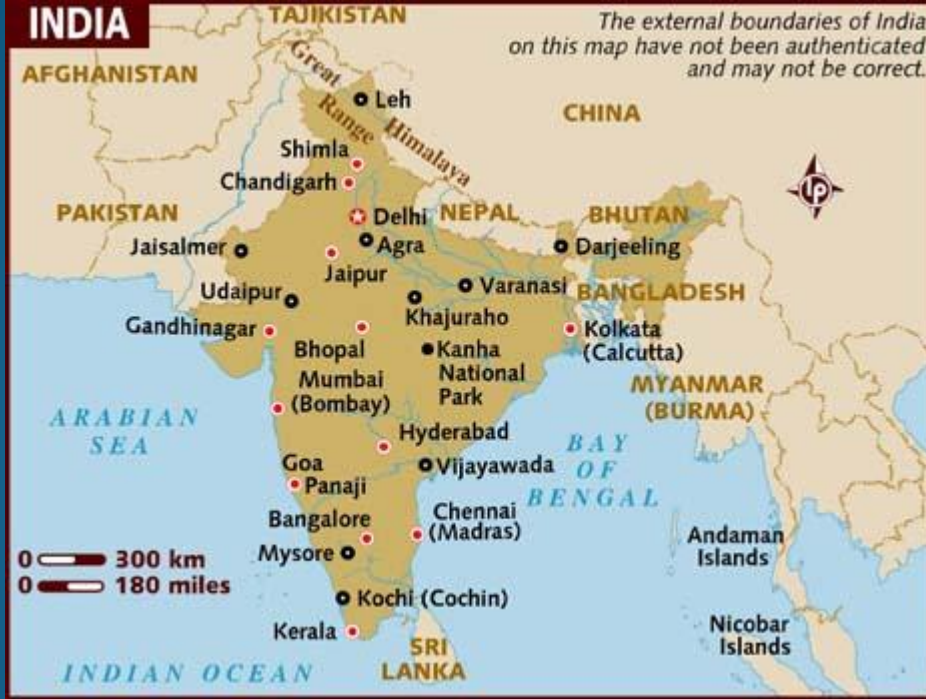 INDIA
The external boundaries of India
on this map have not been authenticated
and may not be correct.
TAJIKISTAN
AFGHANISTAN
Great
Range
Himalaya
Leh
CHINA
Shimla
Chandigarh
lp
PAKISTAN
Delhi
NEPAL
BHUTAN
Jaisalmer
Agra
Darjeeling
Jaipur
Udaipur
Varanasi
BANGLADESH
Khajuraho
Gandhinagar
Kolkata
(Calcutta)
Bhopal
Kanha
National
Park
Mumbai
(Bombay)
MYANMAR
(BURMA)
ARABIAN
SEA
Hyderabad
BAY
OF
BENGAL
Vijayawada
Goa
Panaji
Bangalore
Chennai
(Madras)
Mysore
Andaman
Islands
0 300 km
0 180 miles
Kochi (Cochin)
Kerala
Nicobar
Islands
SRI
LANKA
INDIAN OCEAN